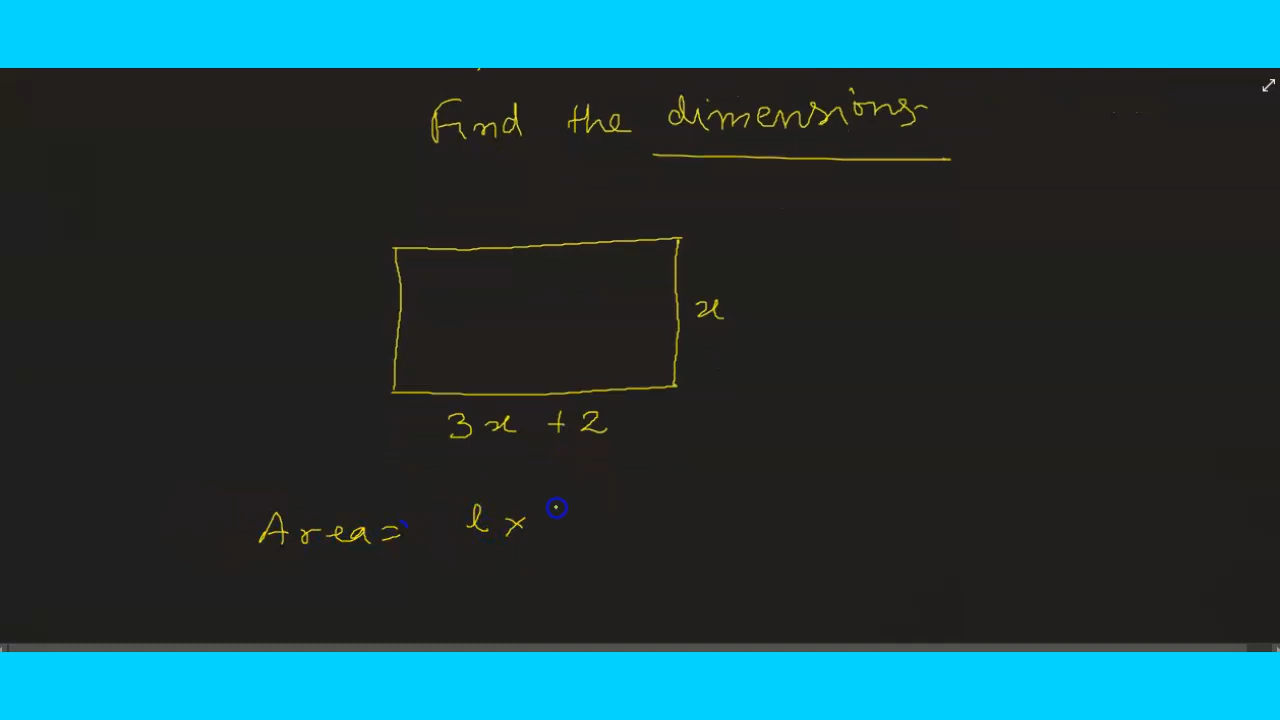 Find the dimensions
x
3x + 2
Area = l ×